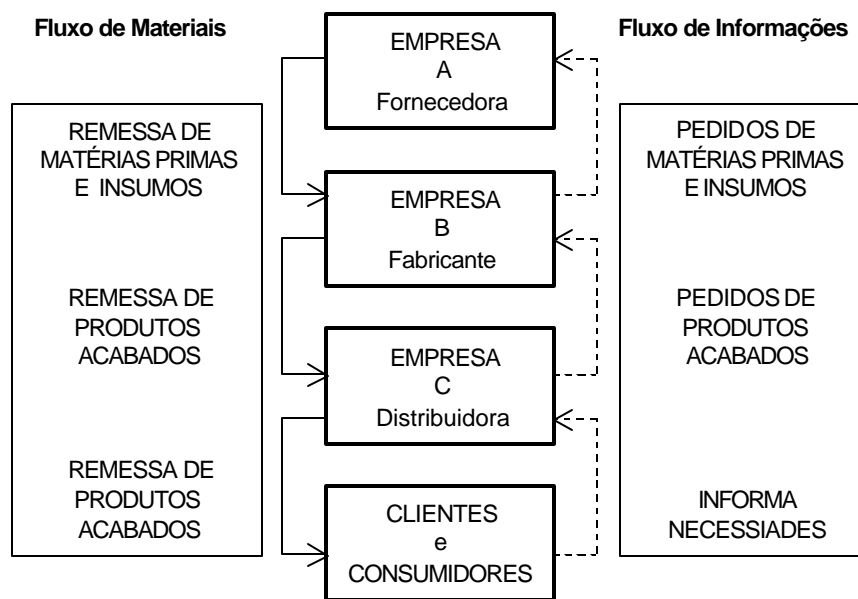 Fluxo de Materiais
REMESSA DE
MATÉRIAS PRIMAS
E INSUMOS
REMESSA DE
PRODUTOS
ACABADOS
REMESSA DE
PRODUTOS
ACABADOS
EMPRESA
A
Fornecedora
EMPRESA
B
Fabricante
EMPRESA
C
Distribuidora
CLIENTES
e
CONSUMIDORES
Fluxo de Informações
PEDIDOS DE
MATÉRIAS PRIMAS
E INSUMOS
PEDIDOS DE
PRODUTOS
ACABADOS
INFORMA
NECESSIADES